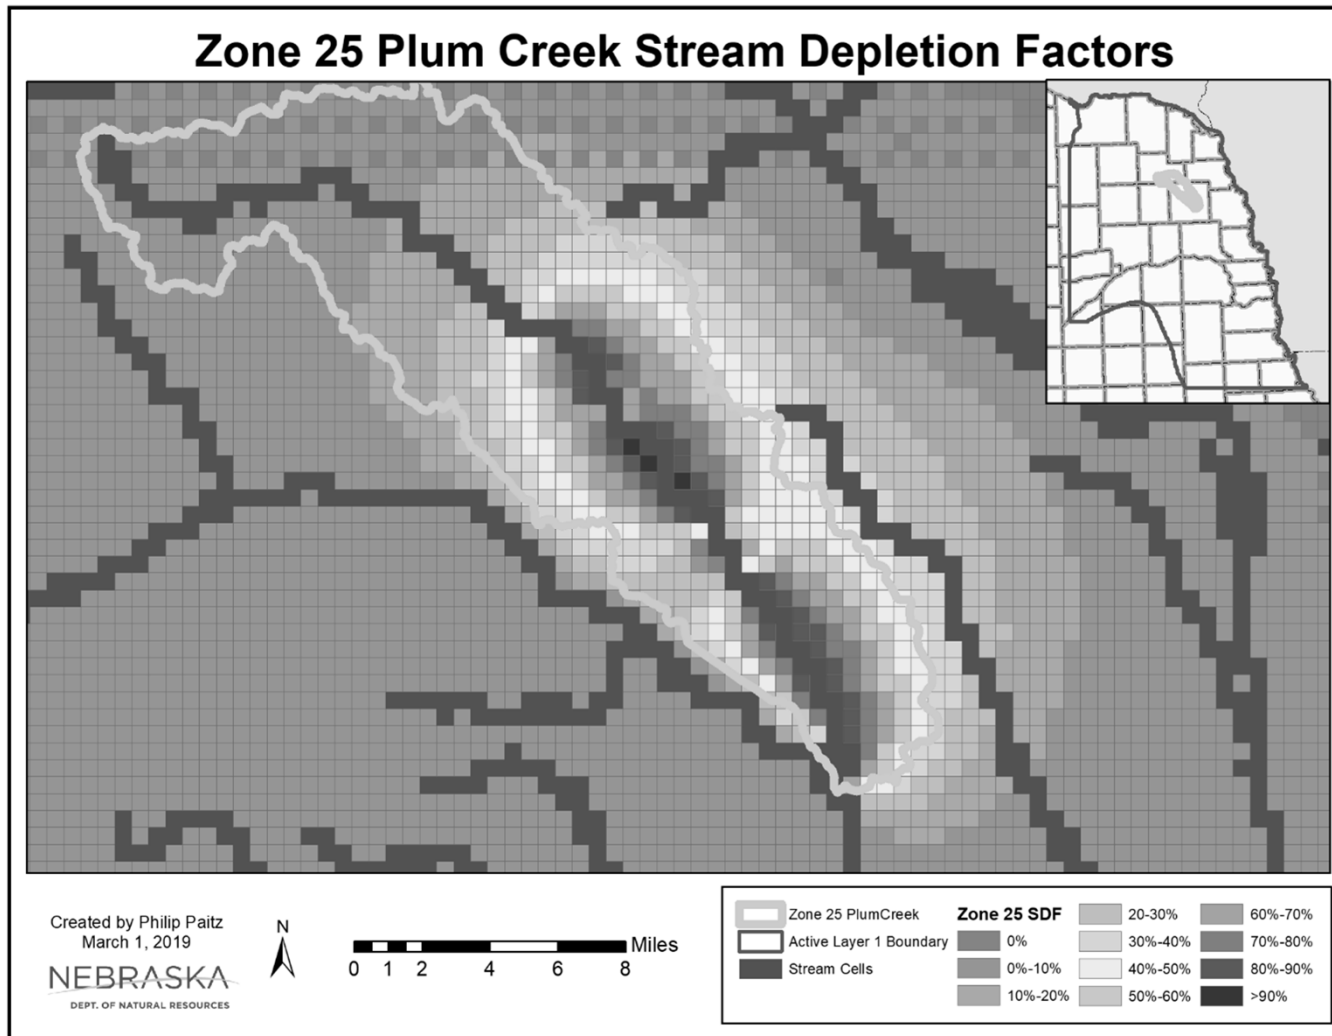 Zone 25 Plum Creek Stream Depletion Factors
Created by Philip Paitz
March 1, 2019
NEBRASKA
DEPT. OF NATURAL RESOURCES
N
Miles
0 1 2 4 6 8
Zone 25 PlumCreek
Active Layer 1 Boundary
Stream Cells
Zone 25 SDF
0%
0%-10%
10%-20%
20-30%
30%-40%
40%-50%
50%-60%
60%-70%
70%-80%
80%-90%
>90%